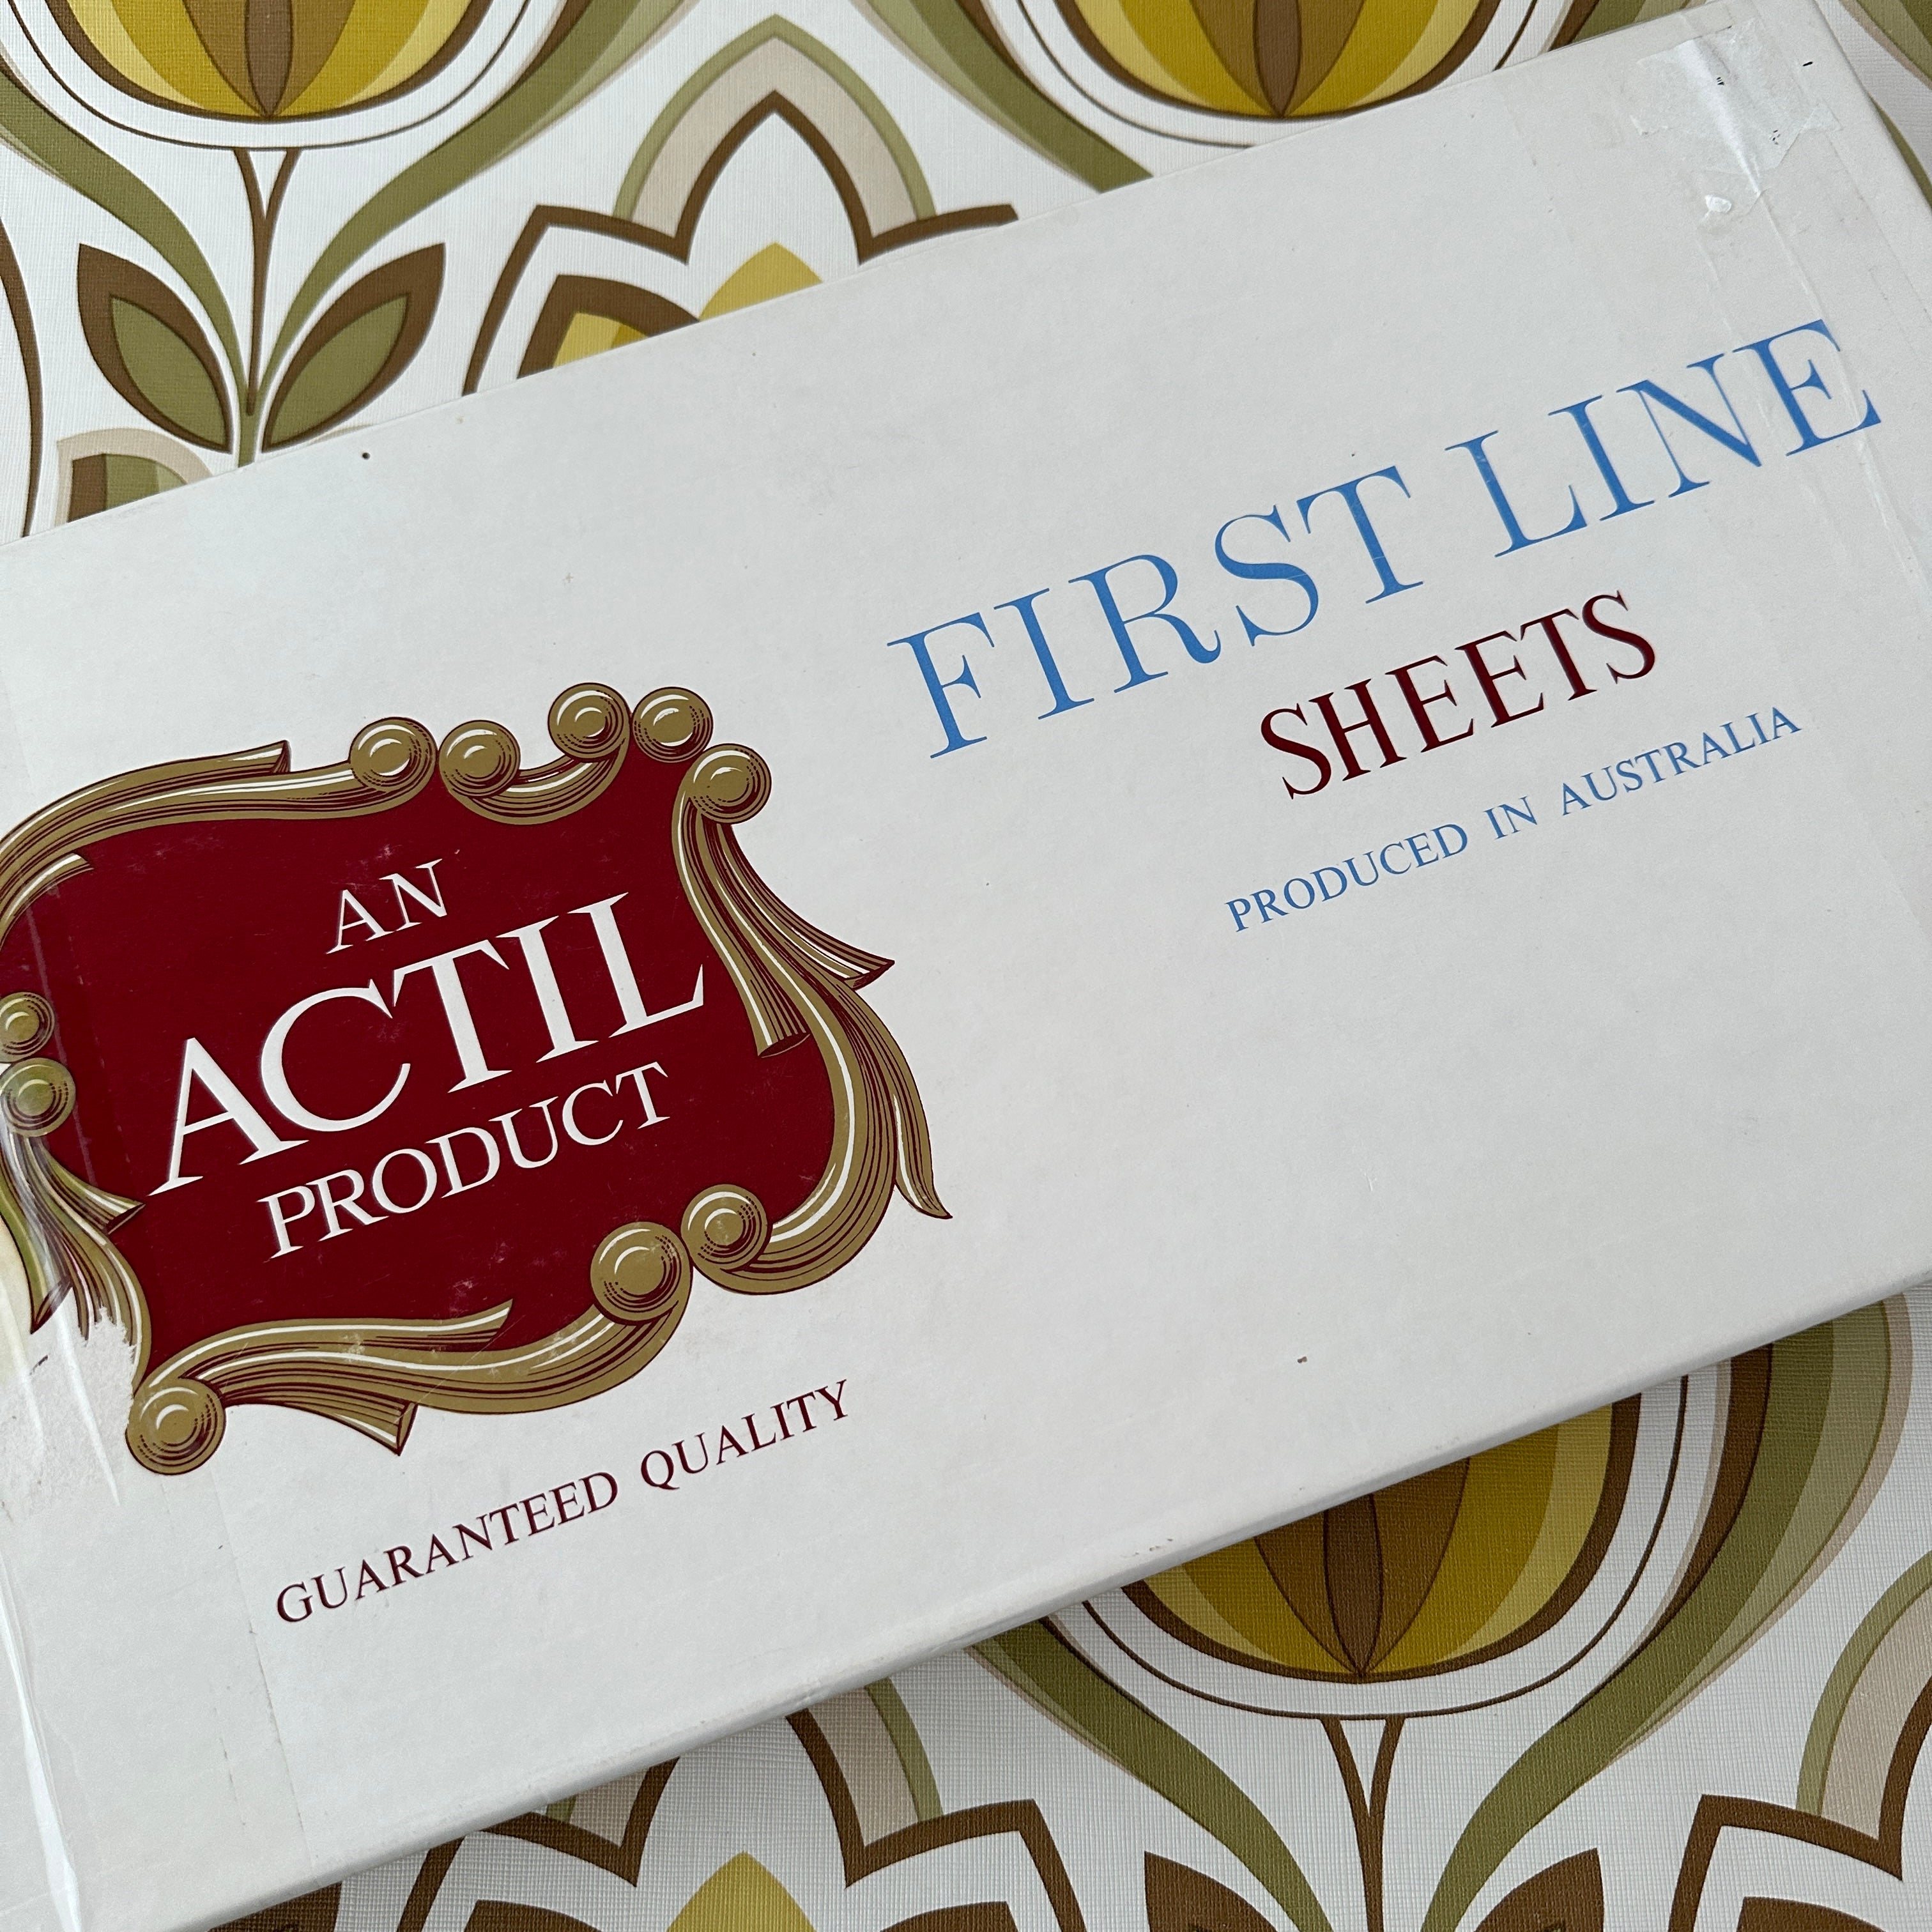 FIRST LINE
SHEETS
PRODUCED IN AUSTRALIA
AN
ACTIL
PRODUCT
GUARANTEED QUALITY